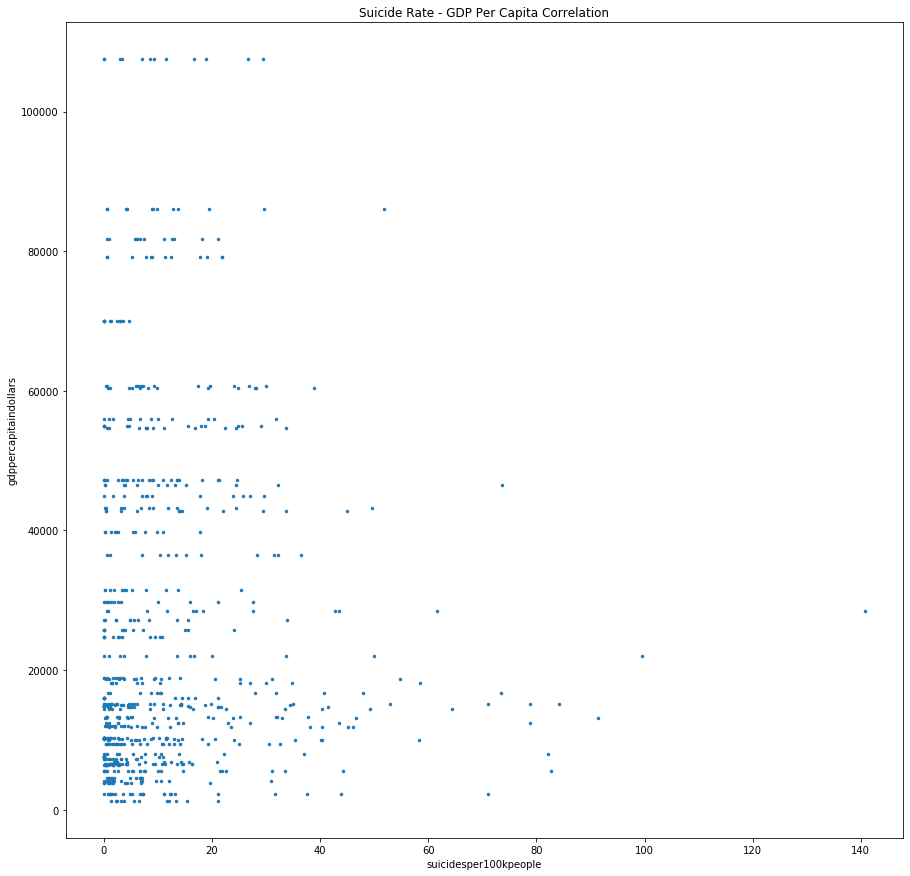 Suicide Rate - GDP Per Capita Correlation
100000
80000
60000
40000
20000
0
gdppercapitaindollars
0 20 40 60 80 100 120 140
suicidesper100kpeople